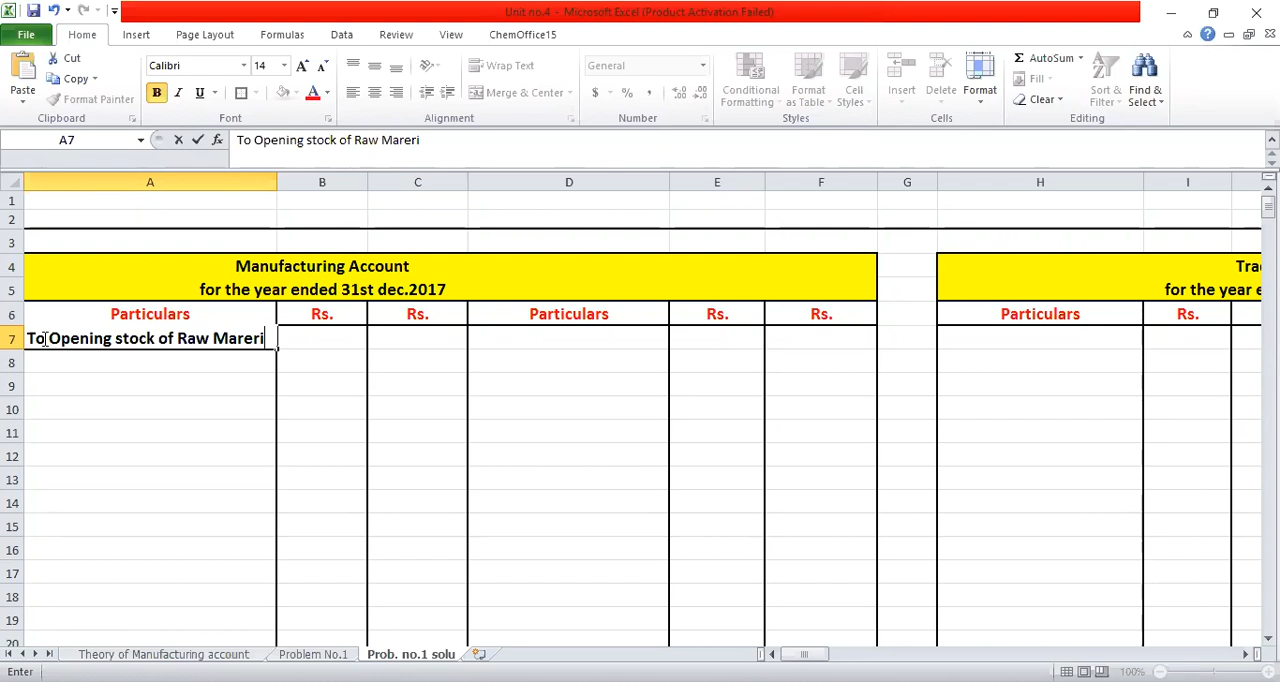 Unit no.4 - Microsoft Excel (Product Activation Failed)
File Home Insert Page Layout Formulas Data Review View ChemOffice15
Paste
Cut
Copy
Format Painter
Clipboard
Calibri 14 A A
B I U A
Font
Wrap Text
Merge & Center
Alignment
General
$ % , .0 .00 .00 .0
Number
Conditional Formatting
Format as Table
Cell Styles
Styles
Insert Delete Format
Cells
Σ AutoSum
Fill
Clear
Sort & Filter
Find & Select
Editing
A7 fx To Opening stock of Raw Mareri
A B C D E F G H I
1
2
3
4 Manufacturing Account Tra
5 for the year ended 31st dec.2017 for the year e
6 Particulars Rs. Rs. Particulars Rs. Rs. Particulars Rs.
7 To Opening stock of Raw Mareri
8
9
10
11
12
13
14
15
16
17
18
19
20
Theory of Manufacturing account Problem No.1 Prob. no.1 solu
Enter 100%